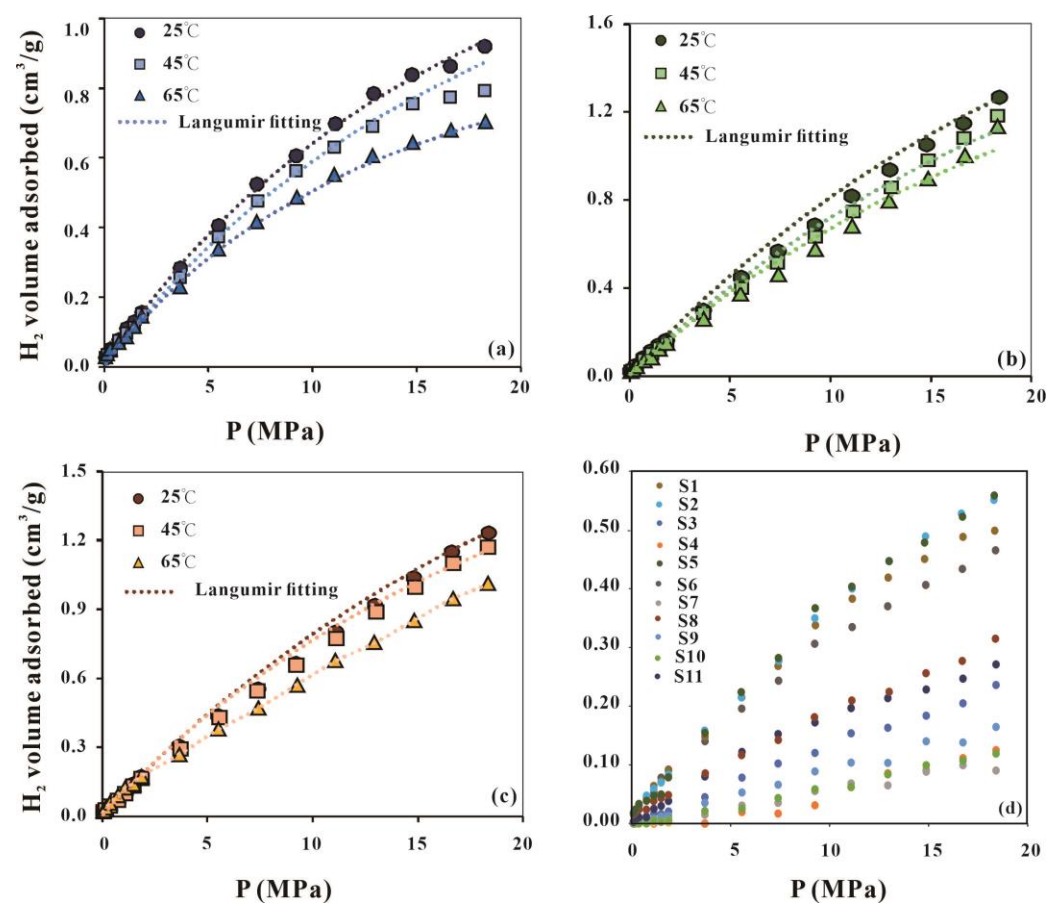 H₂ volume adsorbed (cm³/g)
1.0
0.8
0.6
0.4
0.2
0.0
25℃
45℃
65℃
Langumir fitting
(a)
0
5
10
15
20
P (MPa)
1.6
1.2
0.8
0.4
0.0
25℃
45℃
65℃
Langumir fitting
(b)
0
5
10
15
20
P (MPa)
H₂ volume adsorbed (cm³/g)
1.5
1.2
0.9
0.6
0.3
0.0
25℃
45℃
65℃
Langumir fitting
(c)
0
5
10
15
20
P (MPa)
0.60
0.50
0.40
0.30
0.20
0.10
0.00
S1
S2
S3
S4
S5
S6
S7
S8
S9
S10
S11
(d)
0
5
10
15
20
P (MPa)